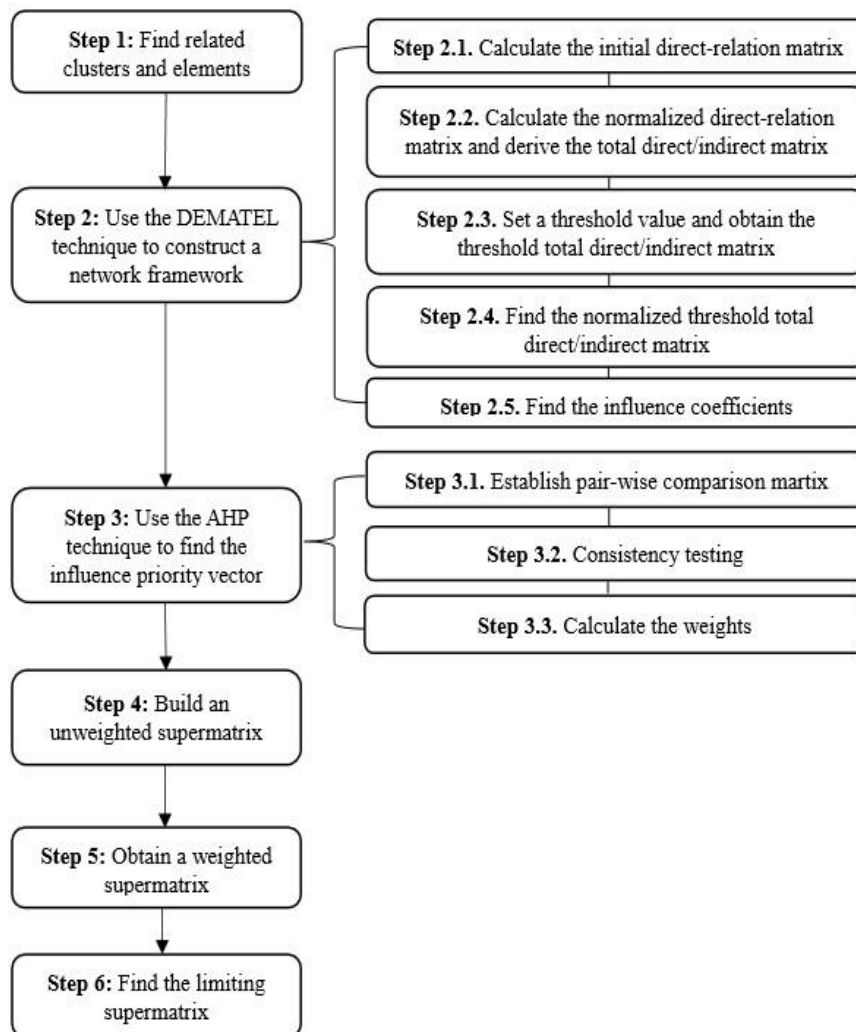 Step 1: Find related
clusters and elements
Step 2: Use the DEMATEL
technique to construct a
network framework
Step 2.1. Calculate the initial direct-relation matrix
Step 2.2. Calculate the normalized direct-relation
matrix and derive the total direct/indirect matrix
Step 2.3. Set a threshold value and obtain the
threshold total direct/indirect matrix
Step 2.4. Find the normalized threshold total
direct/indirect matrix
Step 2.5. Find the influence coefficients
Step 3: Use the AHP
technique to find the
influence priority vector
Step 3.1. Establish pair-wise comparison martix
Step 3.2. Consistency testing
Step 3.3. Calculate the weights
Step 4: Build an
unweighted supermatrix
Step 5: Obtain a weighted
supermatrix
Step 6: Find the limiting
supermatrix